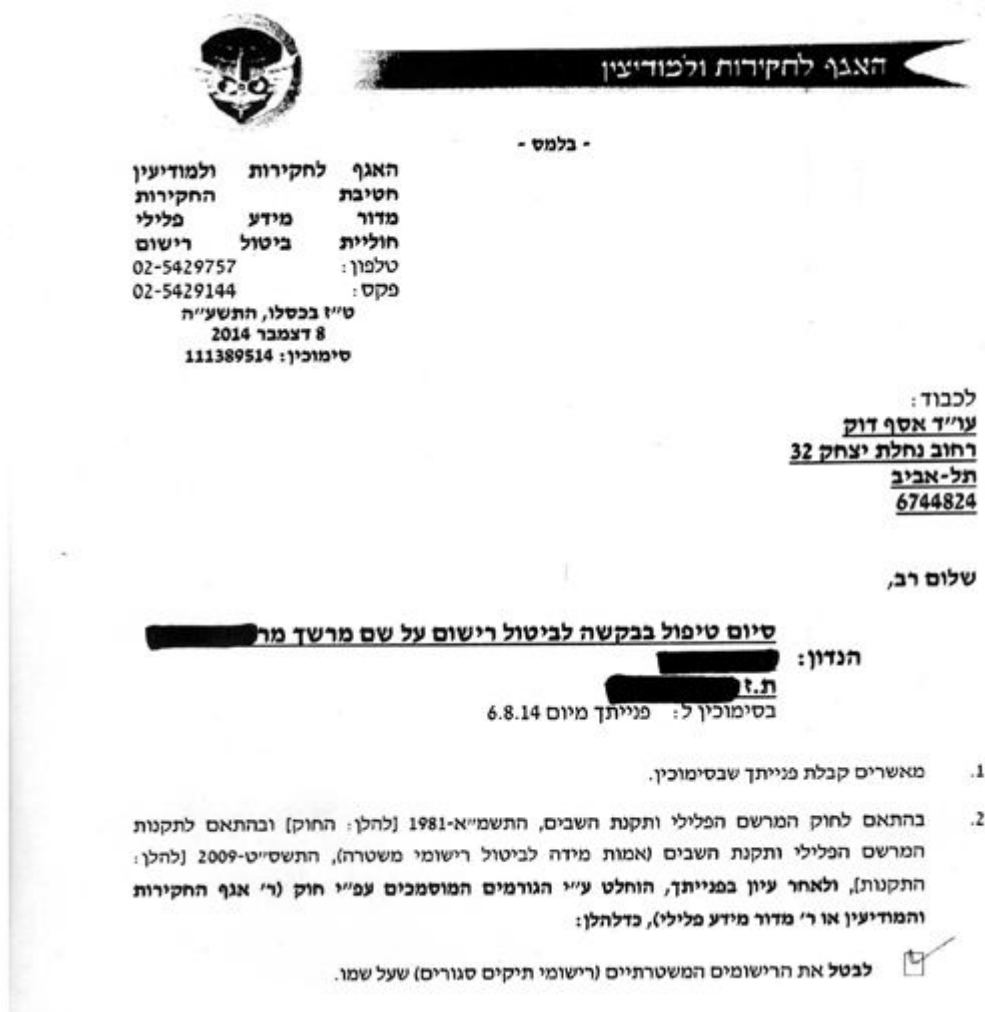 האגף לחקירות ולמודיעין
- בלמס -
האגף לחקירות ולמודיעין
חטיבת החקירות
מדור מידע פלילי
חוליית ביטול רישום
טלפון: 02-5429757
פקס: 02-5429144
ט״ז בכסלו, התשע״ה
8 דצמבר 2014
סימוכין: 111389514
לכבוד:
עו״ד אסף דוק
רחוב נחלת יצחק 32
תל-אביב
6744824
שלום רב,
הנדון: סיום טיפול בבקשה לביטול רישום על שם מרשך מר
ת.ז
בסימוכין ל: פנייתך מיום 6.8.14
1. מאשרים קבלת פנייתך שבסימוכין.
2. בהתאם לחוק המרשם הפלילי ותקנת השבים, התשמ״א-1981 [להלן: החוק] ובהתאם לתקנות
המרשם הפלילי ותקנת השבים (אמות מידה לביטול רישומי משטרה), התשס״ט-2009 [להלן:
התקנות], ולאחר עיון בפנייתך, הוחלט ע״י הגורמים המוסמכים עפ״י חוק (ר׳ אגף החקירות
והמודיעין או ר׳ מדור מידע פלילי), כדלהלן:
לבטל את הרישומים המשטרתיים (רישומי תיקים סגורים) שעל שמו.